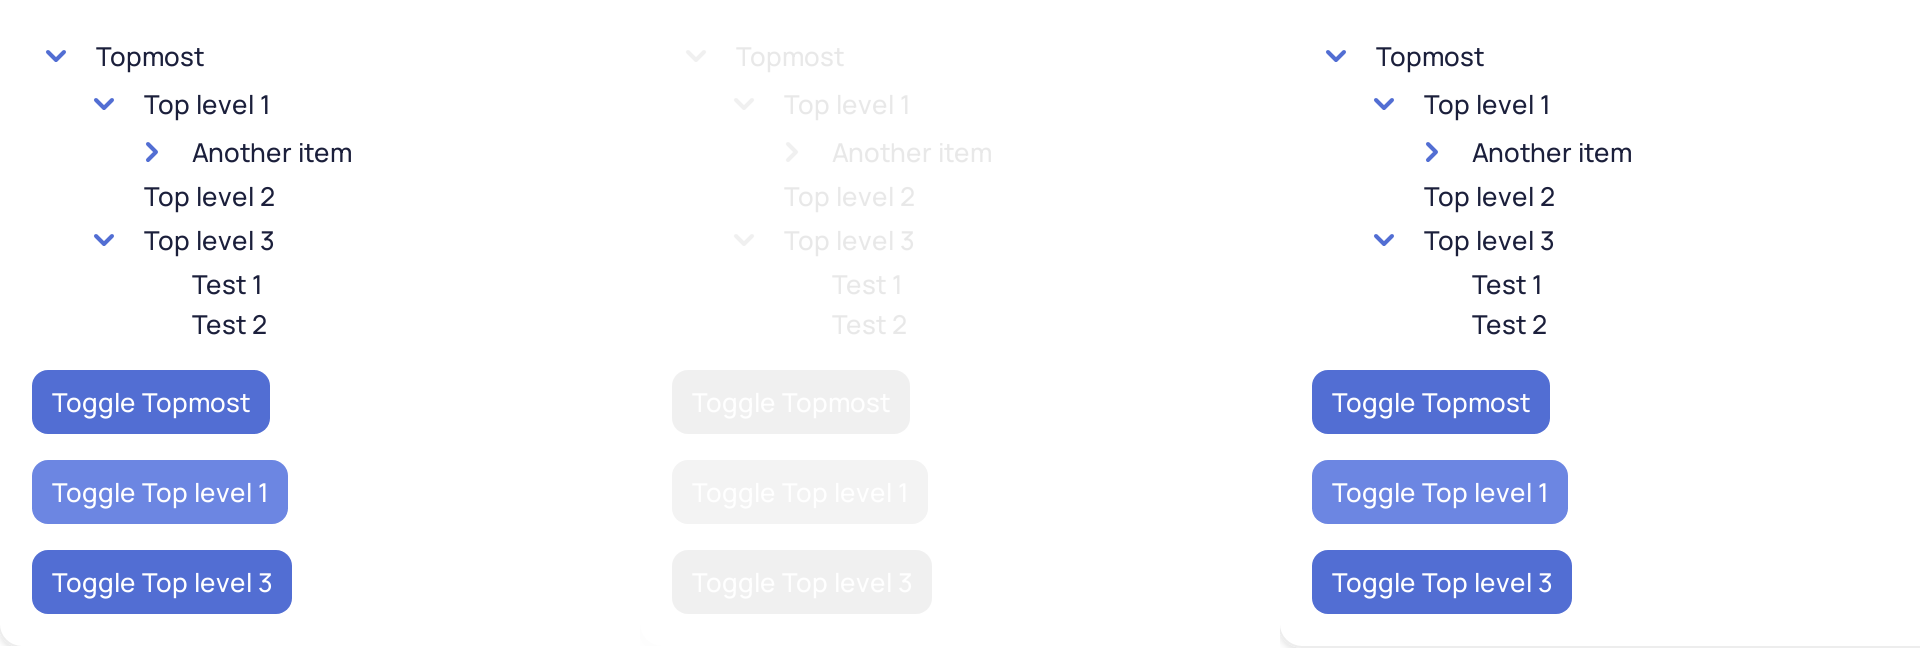 Topmost
Top level 1
Another item
Top level 2
Top level 3
Test 1
Test 2
Toggle Topmost
Toggle Top level 1
Toggle Top level 3
Topmost
Top level 1
Another item
Top level 2
Top level 3
Test 1
Test 2
Toggle Topmost
Toggle Top level 1
Toggle Top level 3
Topmost
Top level 1
Another item
Top level 2
Top level 3
Test 1
Test 2
Toggle Topmost
Toggle Top level 1
Toggle Top level 3